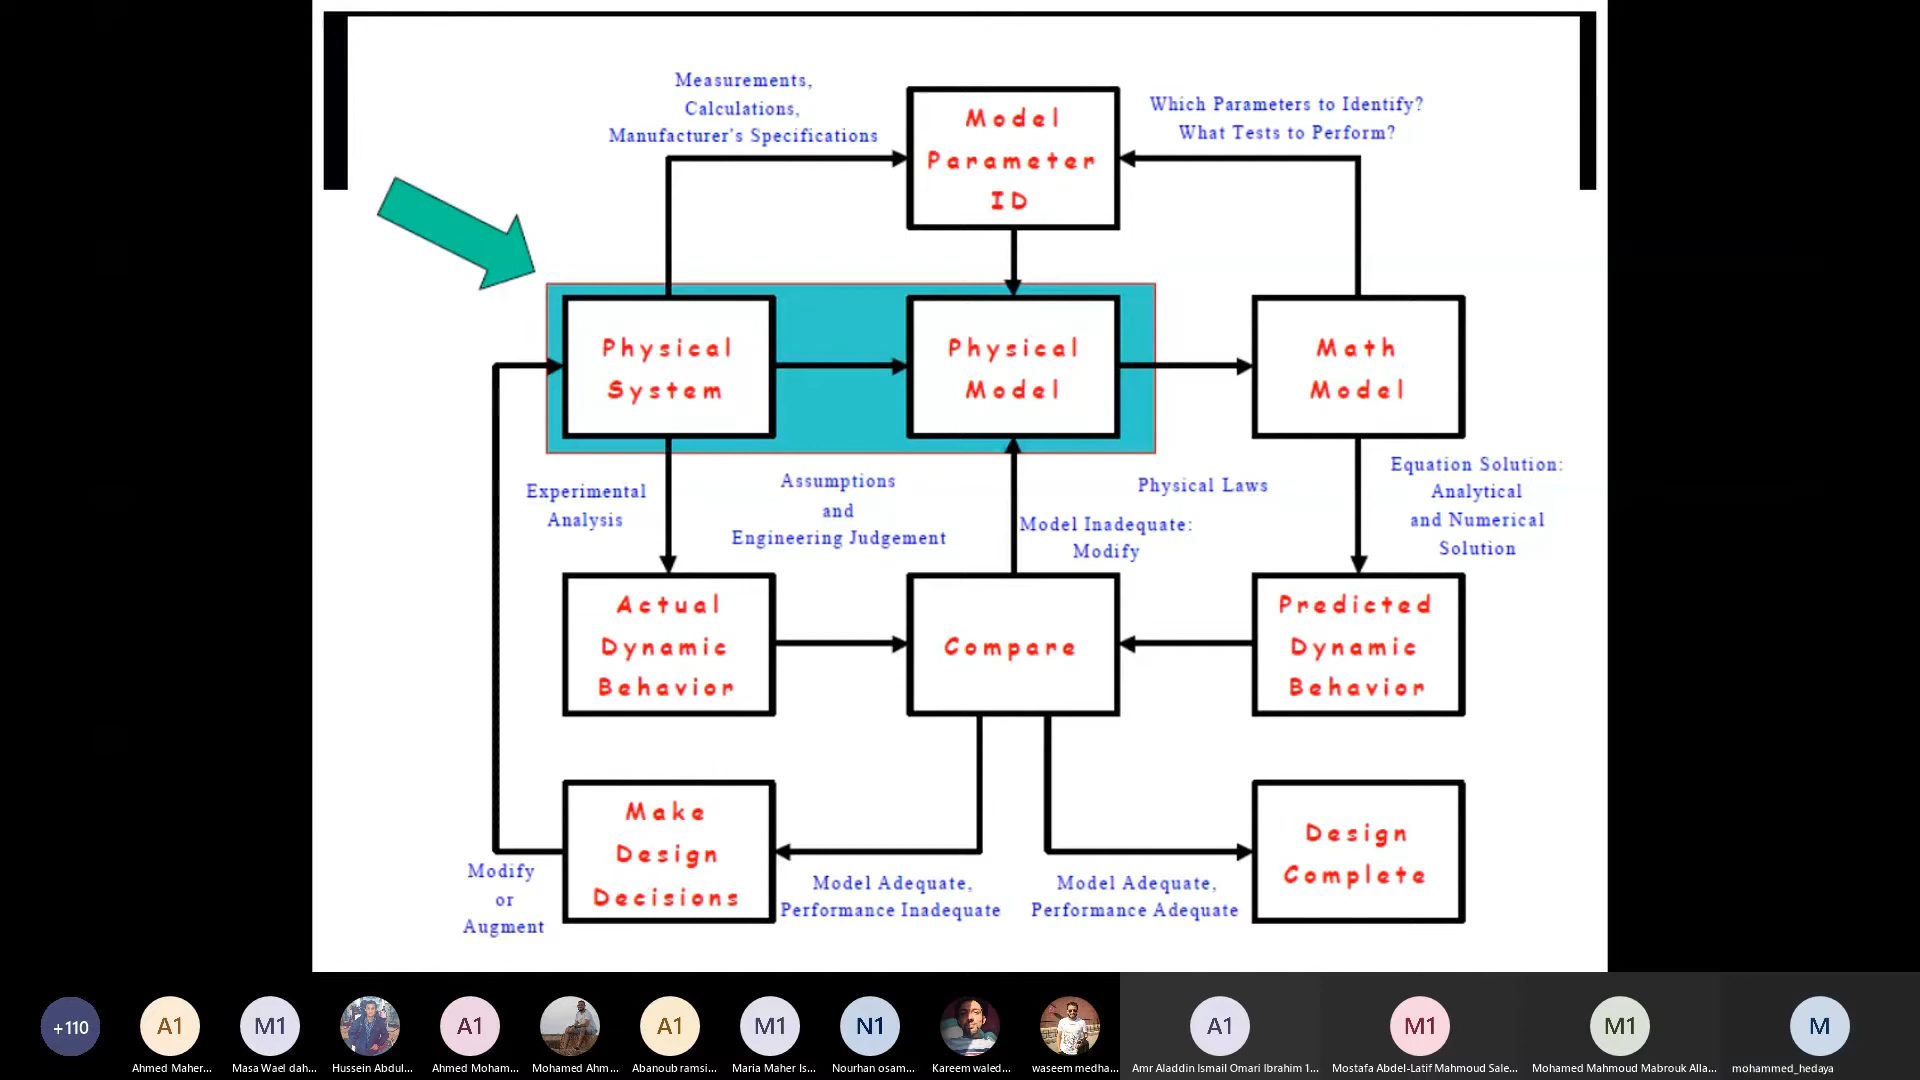 Measurements,
Calculations,
Manufacturer's Specifications
Model
Parameter
ID
Which Parameters to Identify?
What Tests to Perform?
Physical
System
Physical
Model
Math
Model
Experimental
Analysis
Assumptions
and
Engineering Judgement
Physical Laws
Model Inadequate:
Modify
Equation Solution:
Analytical
and Numerical
Solution
Actual
Dynamic
Behavior
Compare
Predicted
Dynamic
Behavior
Make
Design
Decisions
Design
Complete
Modify
or
Augment
Model Adequate,
Performance Inadequate
Model Adequate,
Performance Adequate
+110
A1
M1
A1
A1
M1
N1
A1
M1
M1
M
Ahmed Maher...
Masa Wael dah...
Hussein Abdul...
Ahmed Moham...
Mohamed Ahm...
Abanoub ramsi...
Maria Maher Is...
Nourhan osam...
Kareem waled...
waseem medha...
Amr Aladdin Ismail Omari Ibrahim 1...
Mostafa Abdel-Latif Mahmoud Sale...
Mohamed Mahmoud Mabrouk Alla...
mohammed_hedaya